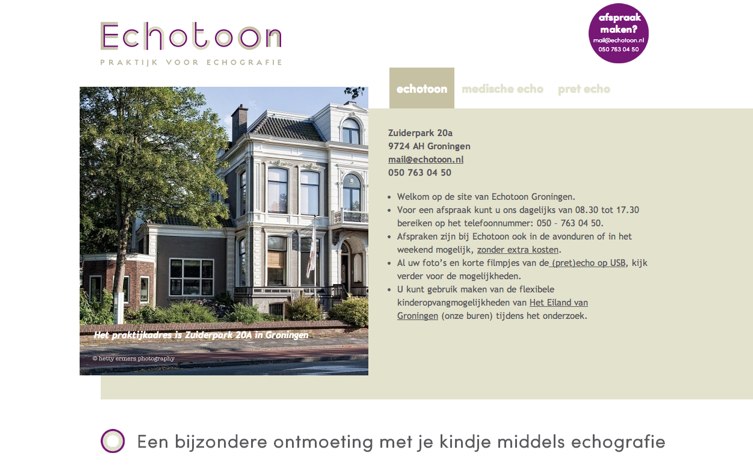 Echotoon
PRAKTIJK VOOR ECHOGRAFIE
afspraak
maken?
mail@echotoon.nl
050 763 04 50
echotoon medische echo pret echo
Zuiderpark 20a
9724 AH Groningen
mail@echotoon.nl
050 763 04 50
• Welkom op de site van Echotoon Groningen.
• Voor een afspraak kunt u ons dagelijks van 08.30 tot 17.30
bereiken op het telefoonnummer: 050 – 763 04 50.
• Afspraken zijn bij Echotoon ook in de avonduren of in het
weekend mogelijk, zonder extra kosten.
• Al uw foto's en korte filmpjes van de (pret)echo op USB, kijk
verder voor de mogelijkheden.
• U kunt gebruik maken van de flexibele
kinderopvangmogelijkheden van Het Eiland van
Groningen (onze buren) tijdens het onderzoek.
Het praktijkadres is Zuiderpark 20A in Groningen
© hetty ermers photography
Een bijzondere ontmoeting met je kindje middels echografie